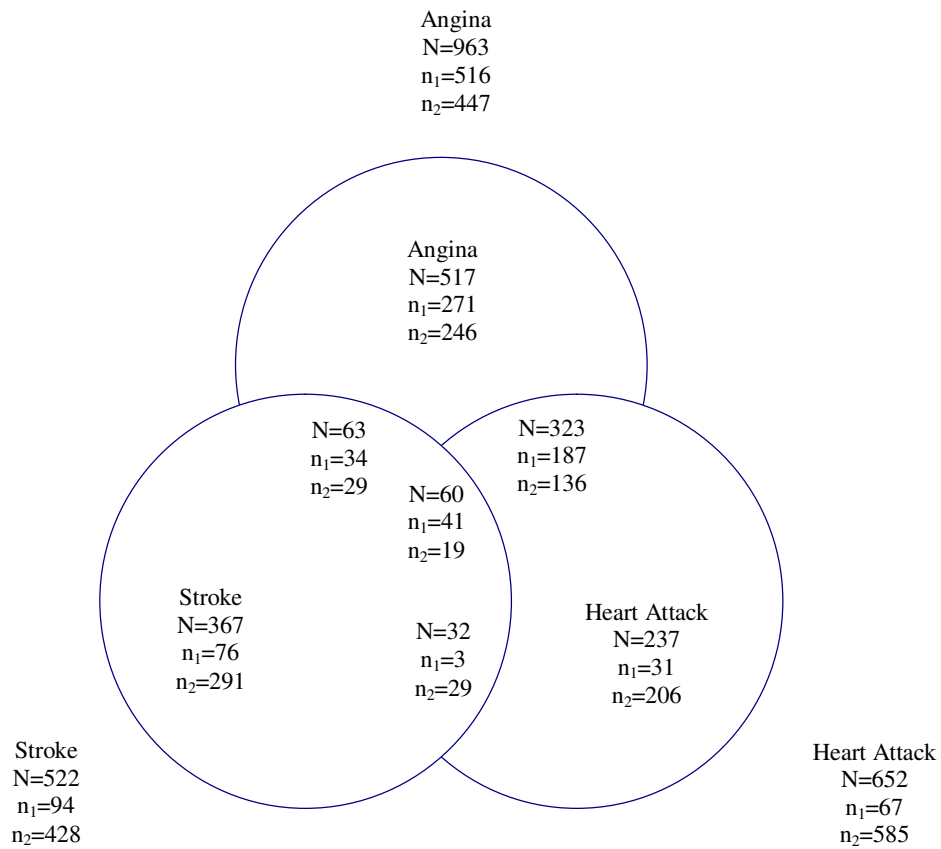 Angina
N=963
n₁=516
n₂=447
Angina
N=517
n₁=271
n₂=246
N=63
n₁=34
n₂=29
N=323
n₁=187
n₂=136
N=60
n₁=41
n₂=19
Stroke
N=367
n₁=76
n₂=291
N=32
n₁=3
n₂=29
Heart Attack
N=237
n₁=31
n₂=206
Stroke
N=522
n₁=94
n₂=428
Heart Attack
N=652
n₁=67
n₂=585